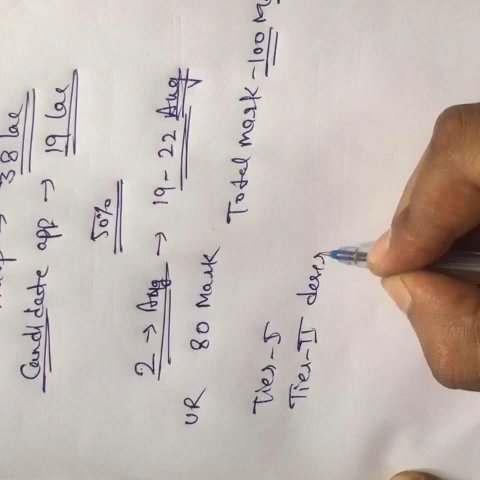 → 38 lac
Candidate app → 19 lac
50%
2 → Aug → 19-22 Aug
UR 80 Mark Total mark - 100
Tier-I
Tier-II